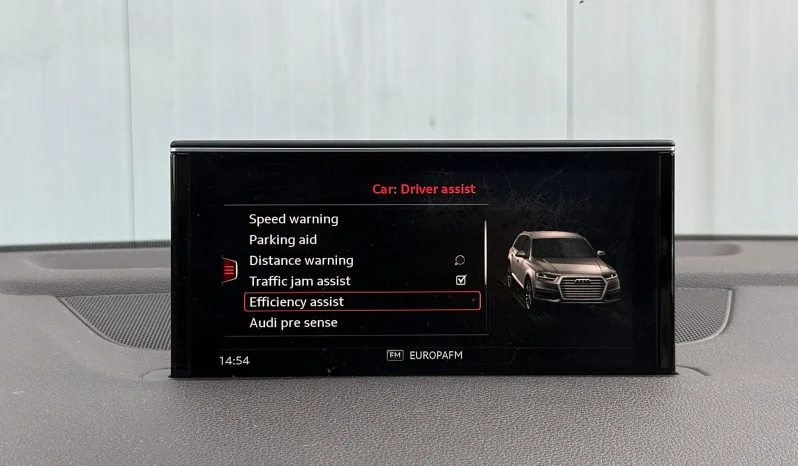 Car: Driver assist
Speed warning
Parking aid
Distance warning
Traffic jam assist
Efficiency assist
Audi pre sense
14:54
FM EUROPAFM